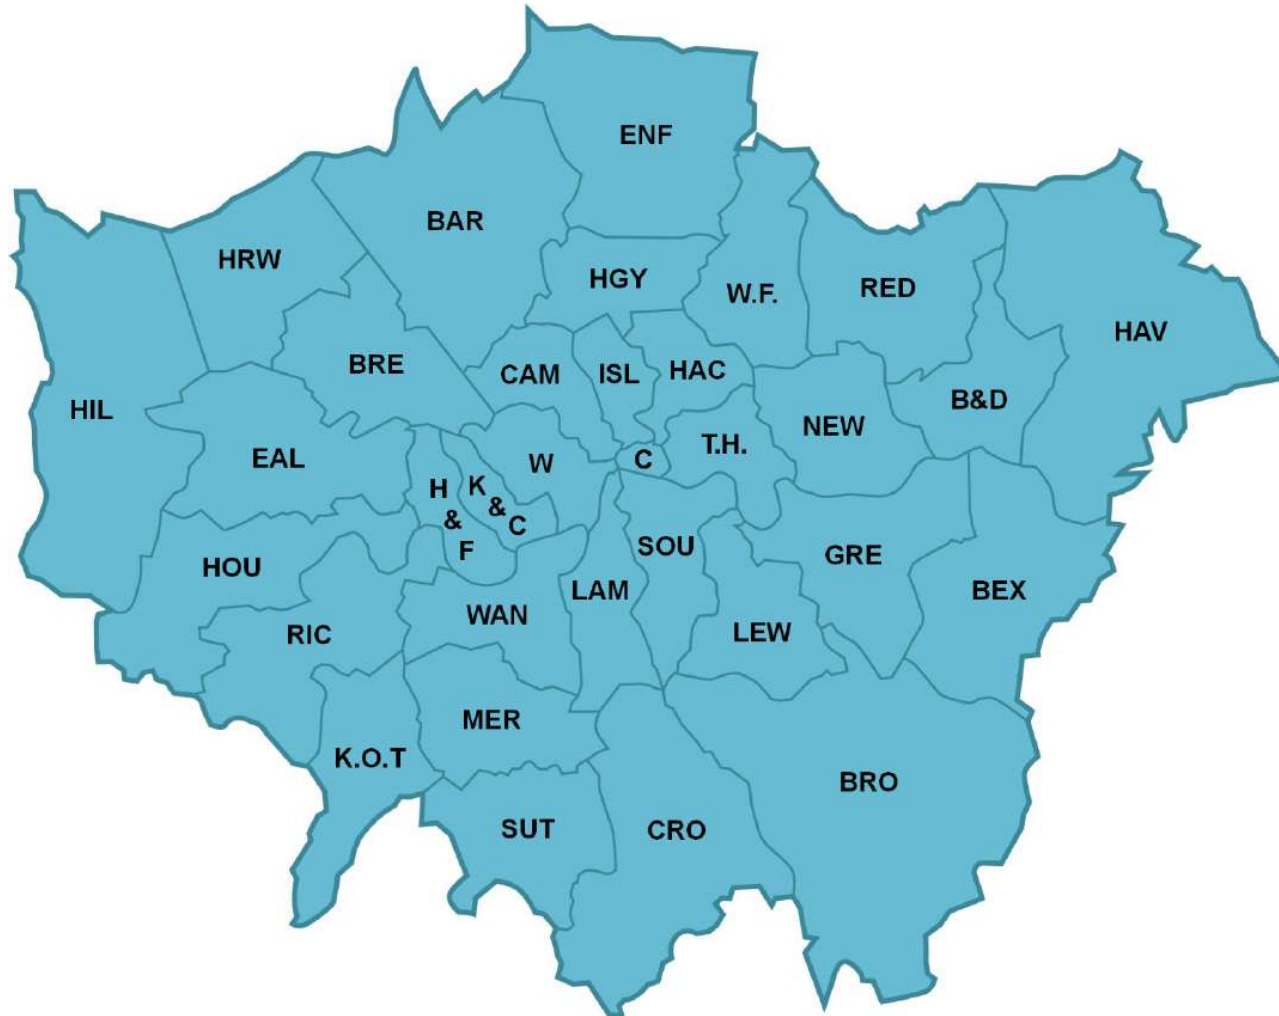 ENF
BAR
HRW
HGY
W.F.
RED
HAV
BRE
CAM
ISL
HAC
B&D
HIL
NEW
EAL
T.H.
W
C
H
&
F
K
&
C
SOU
GRE
HOU
LAM
BEX
WAN
RIC
LEW
MER
K.O.T
BRO
SUT
CRO